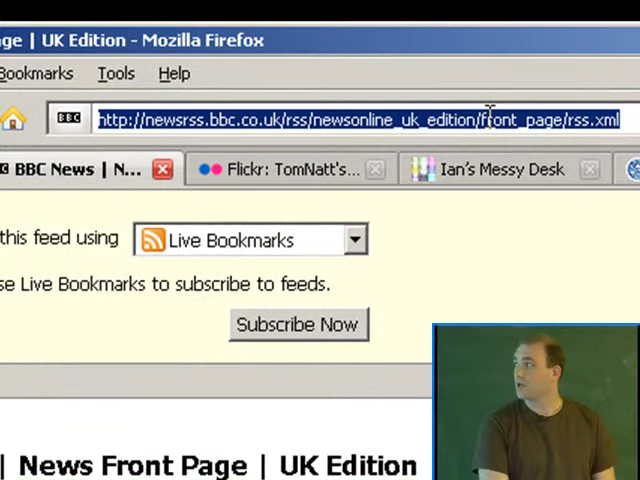 ge | UK Edition - Mozilla Firefox
Bookmarks Tools Help
BBC http://newsrss.bbc.co.uk/rss/newsonline_uk_edition/front_page/rss.xml
BBC News | N... Flickr: TomNatt's... Ian's Messy Desk
this feed using Live Bookmarks
se Live Bookmarks to subscribe to feeds.
Subscribe Now
| News Front Page | UK Edition